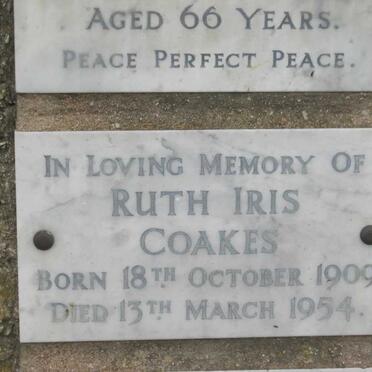 AGED 66 YEARS.
PEACE PERFECT PEACE.
IN LOVING MEMORY OF
RUTH IRIS
COAKES
BORN 18TH OCTOBER 1909
DIED 13TH MARCH 1954.